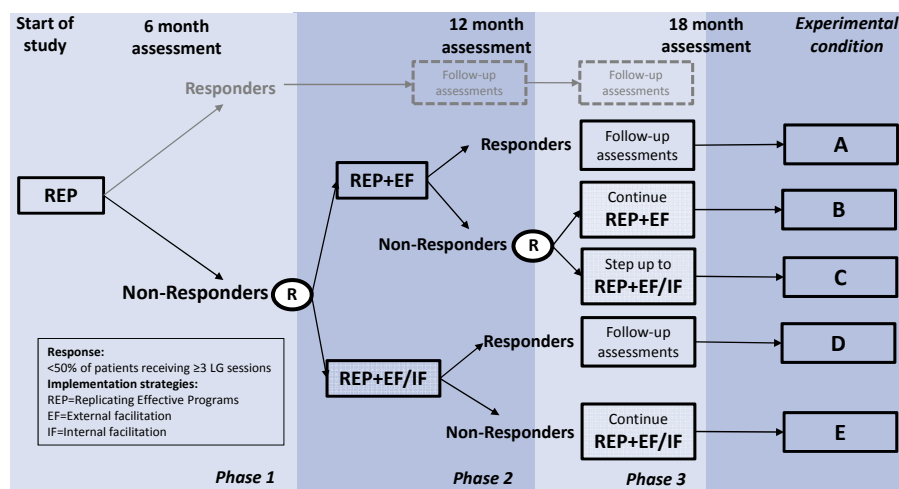 Start of
study
6 month
assessment
12 month
assessment
18 month
assessment
Experimental
condition
Responders
Follow-up
assessments
Follow-up
assessments
REP
REP+EF
Responders
Follow-up
assessments
A
Non-Responders
R
Continue
REP+EF
B
Step up to
REP+EF/IF
C
Non-Responders
R
REP+EF/IF
Responders
Follow-up
assessments
D
Non-Responders
Continue
REP+EF/IF
E
Response:
<50% of patients receiving ≥3 LG sessions
Implementation strategies:
REP=Replicating Effective Programs
EF=External facilitation
IF=Internal facilitation
Phase 1
Phase 2
Phase 3